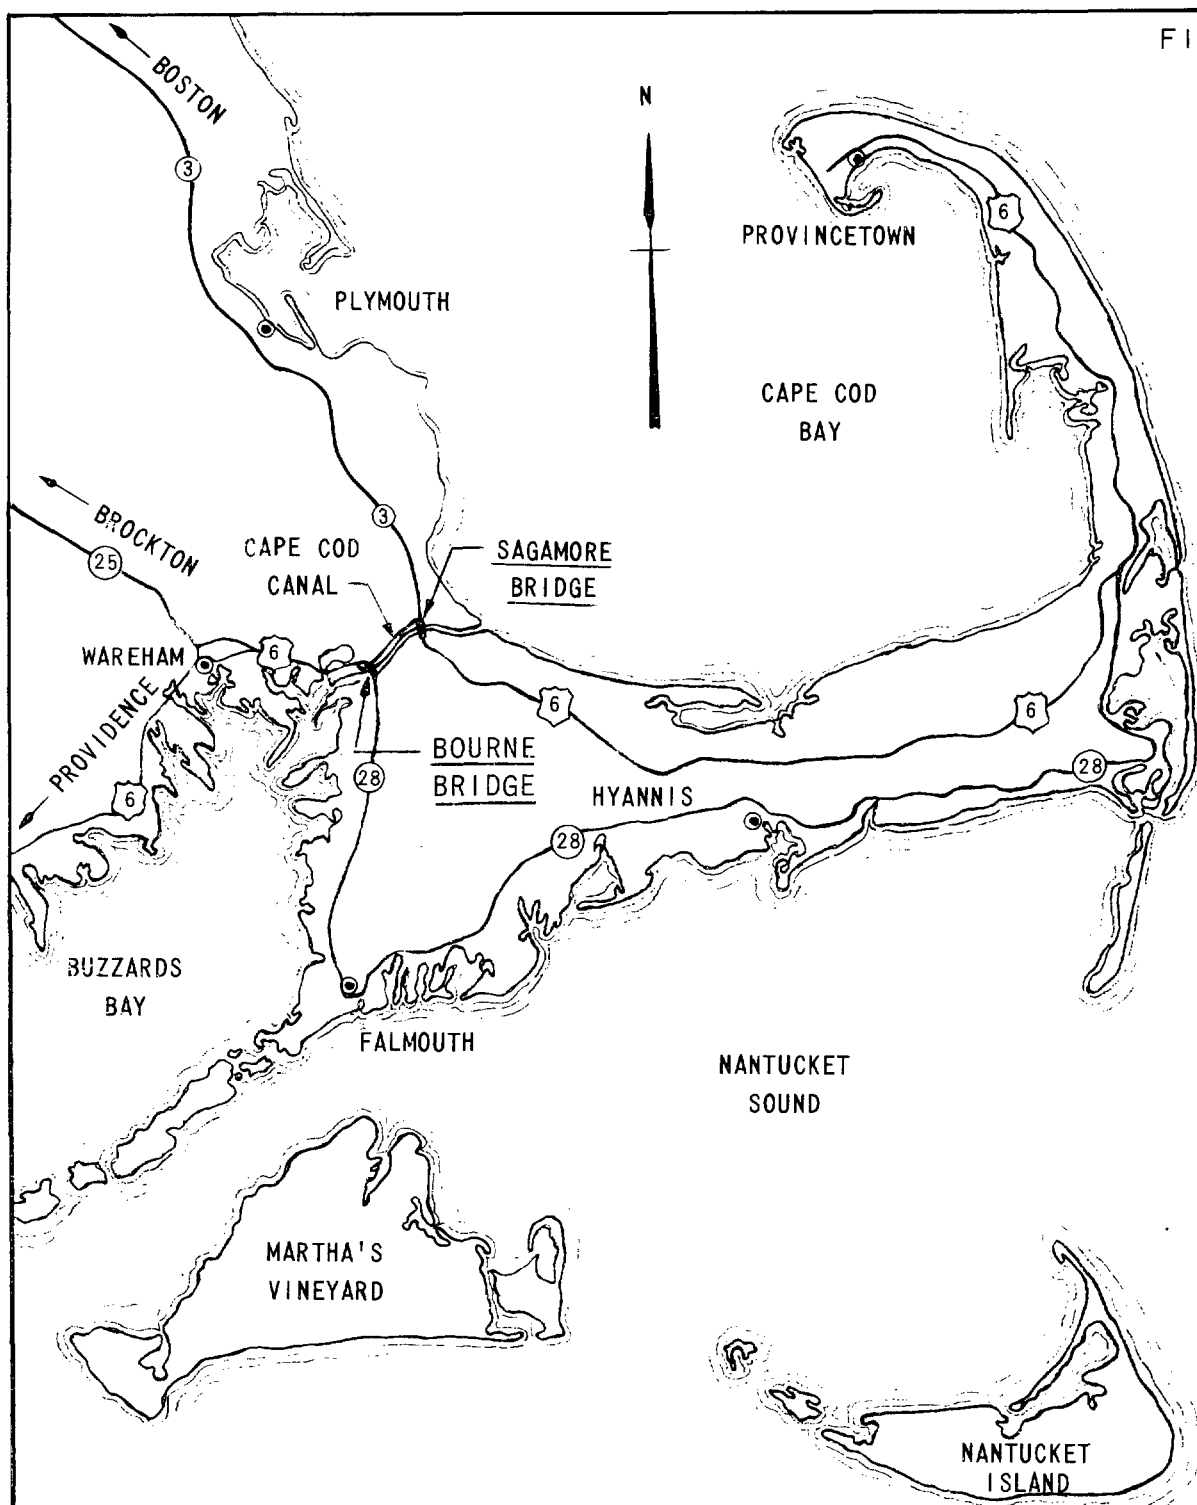 FI
BOSTON
N
3
6
PROVINCETOWN
PLYMOUTH
CAPE COD
BAY
BROCKTON
3
25
CAPE COD
CANAL
SAGAMORE
BRIDGE
WAREHAM
6
PROVIDENCE
6
6
6
BOURNE
BRIDGE
28
28
HYANNIS
28
BUZZARDS
BAY
FALMOUTH
NANTUCKET
SOUND
MARTHA'S
VINEYARD
NANTUCKET
ISLAND